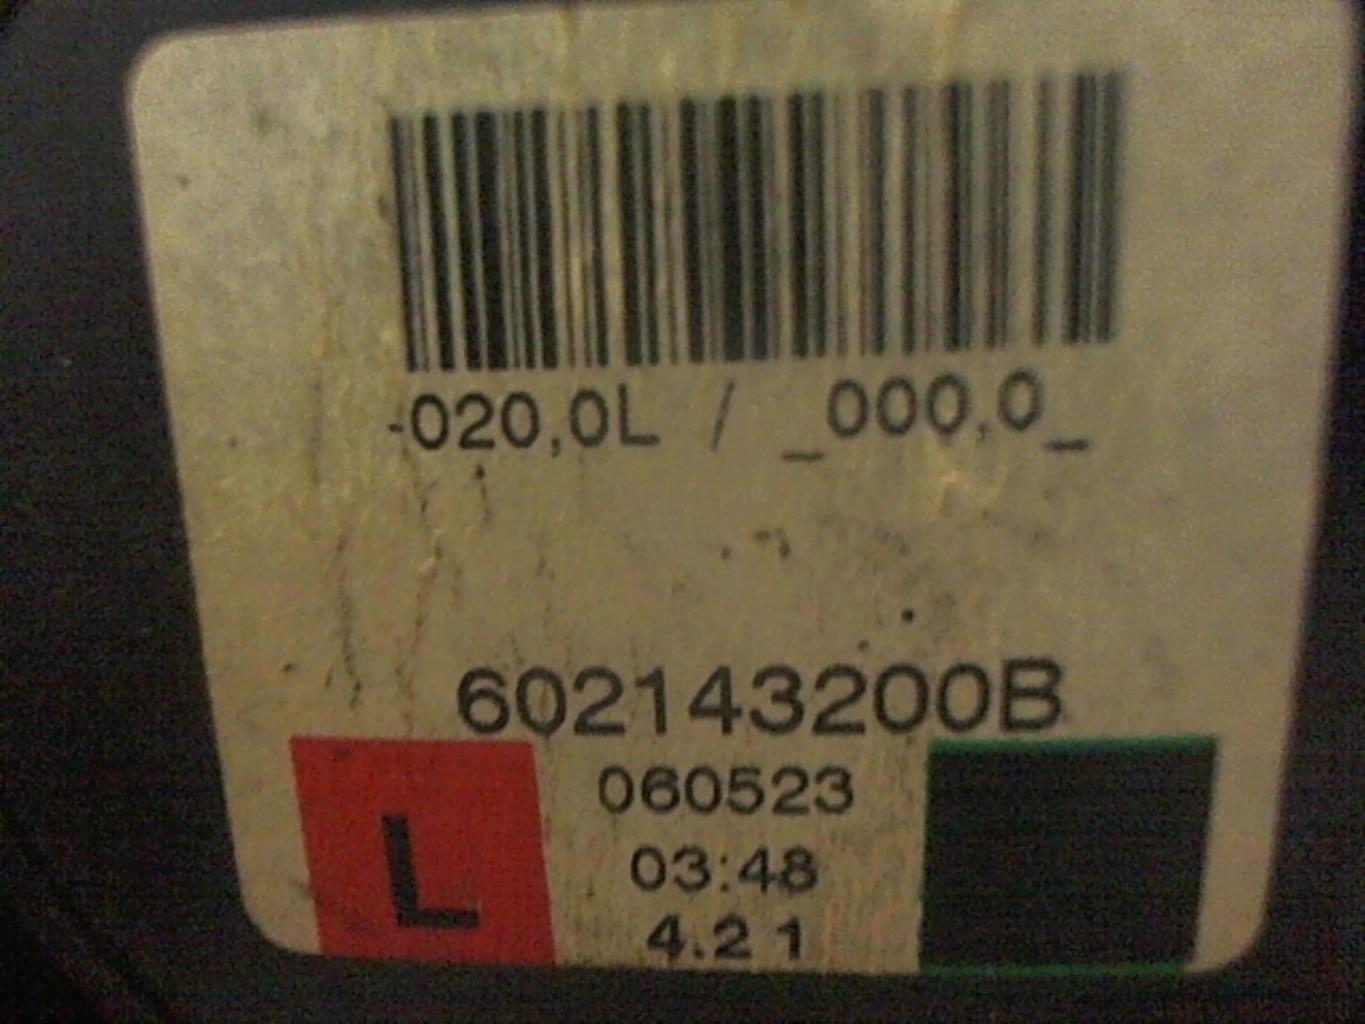 -020,0L / _000,0_
602143200B
060523
L
03:48
4.2 1